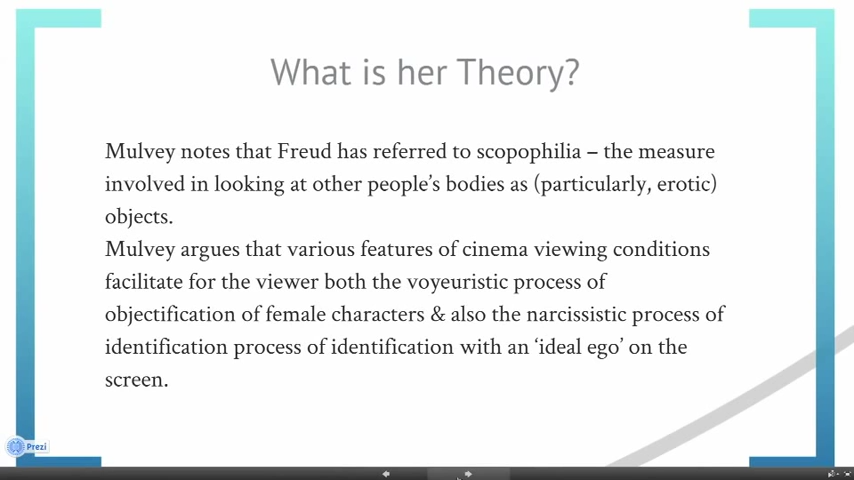 What is her Theory?
Mulvey notes that Freud has referred to scopophilia – the measure
involved in looking at other people’s bodies as (particularly, erotic)
objects.
Mulvey argues that various features of cinema viewing conditions
facilitate for the viewer both the voyeuristic process of
objectification of female characters & also the narcissistic process of
identification process of identification with an ‘ideal ego’ on the
screen.
Prezi